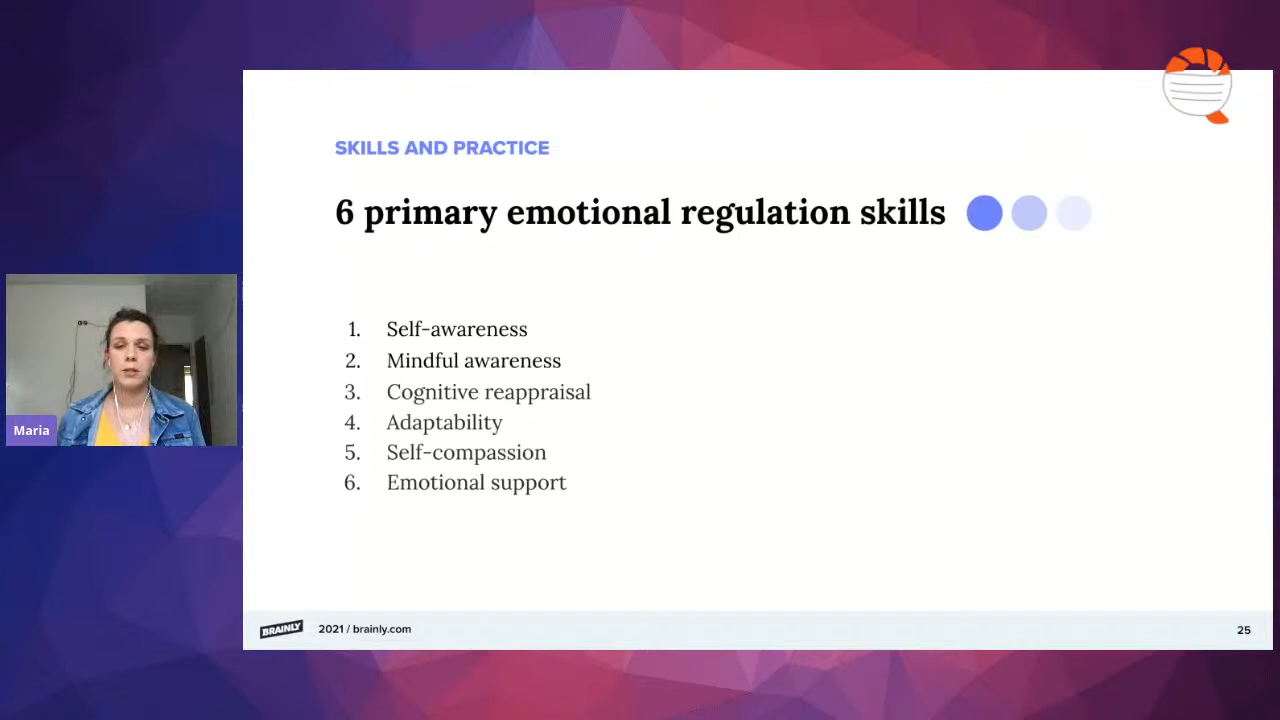 SKILLS AND PRACTICE
6 primary emotional regulation skills
1. Self-awareness
2. Mindful awareness
3. Cognitive reappraisal
4. Adaptability
5. Self-compassion
6. Emotional support
Maria
BRAINLY 2021 / brainly.com 25